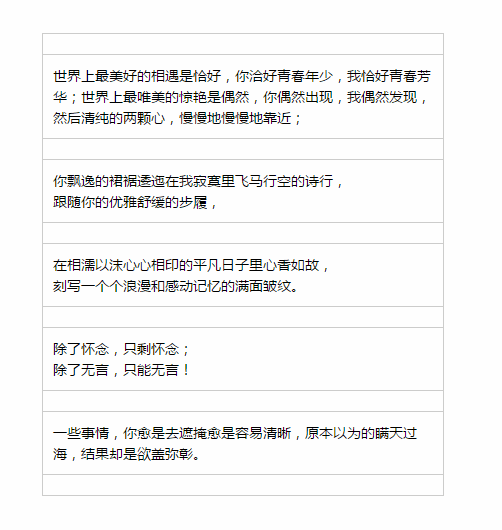 世界上最美好的相遇是恰好，你洽好青春年少，我恰好青春芳
华；世界上最唯美的惊艳是偶然，你偶然出现，我偶然发现，
然后清纯的两颗心，慢慢地慢慢地靠近；
你飘逸的裙裾逶迤在我寂寞里飞马行空的诗行，
跟随你的优雅舒缓的步履，
在相濡以沫心心相印的平凡日子里心香如故，
刻写一个个浪漫和感动记忆的满面皱纹。
除了怀念，只剩怀念；
除了无言，只能无言！
一些事情，你愈是去遮掩愈是容易清晰，原本以为的瞒天过
海，结果却是欲盖弥彰。